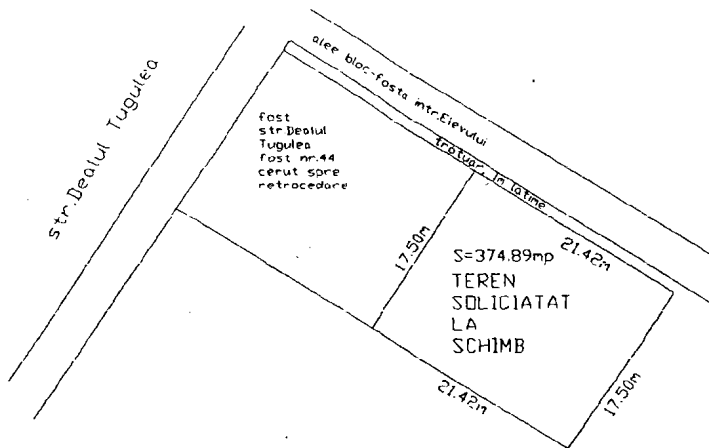 str.Dealul Tugulea
alee bloc-fosta intr.Elevului
trotuar, 1m latime
fost
str.Dealul
Tugulea
fost nr.44
cerut spre
retrocedare
17.50m
21.42m
S=374.89mp
TEREN
SOLICIATAT
LA
SCHIMB
21.42m
17.50m